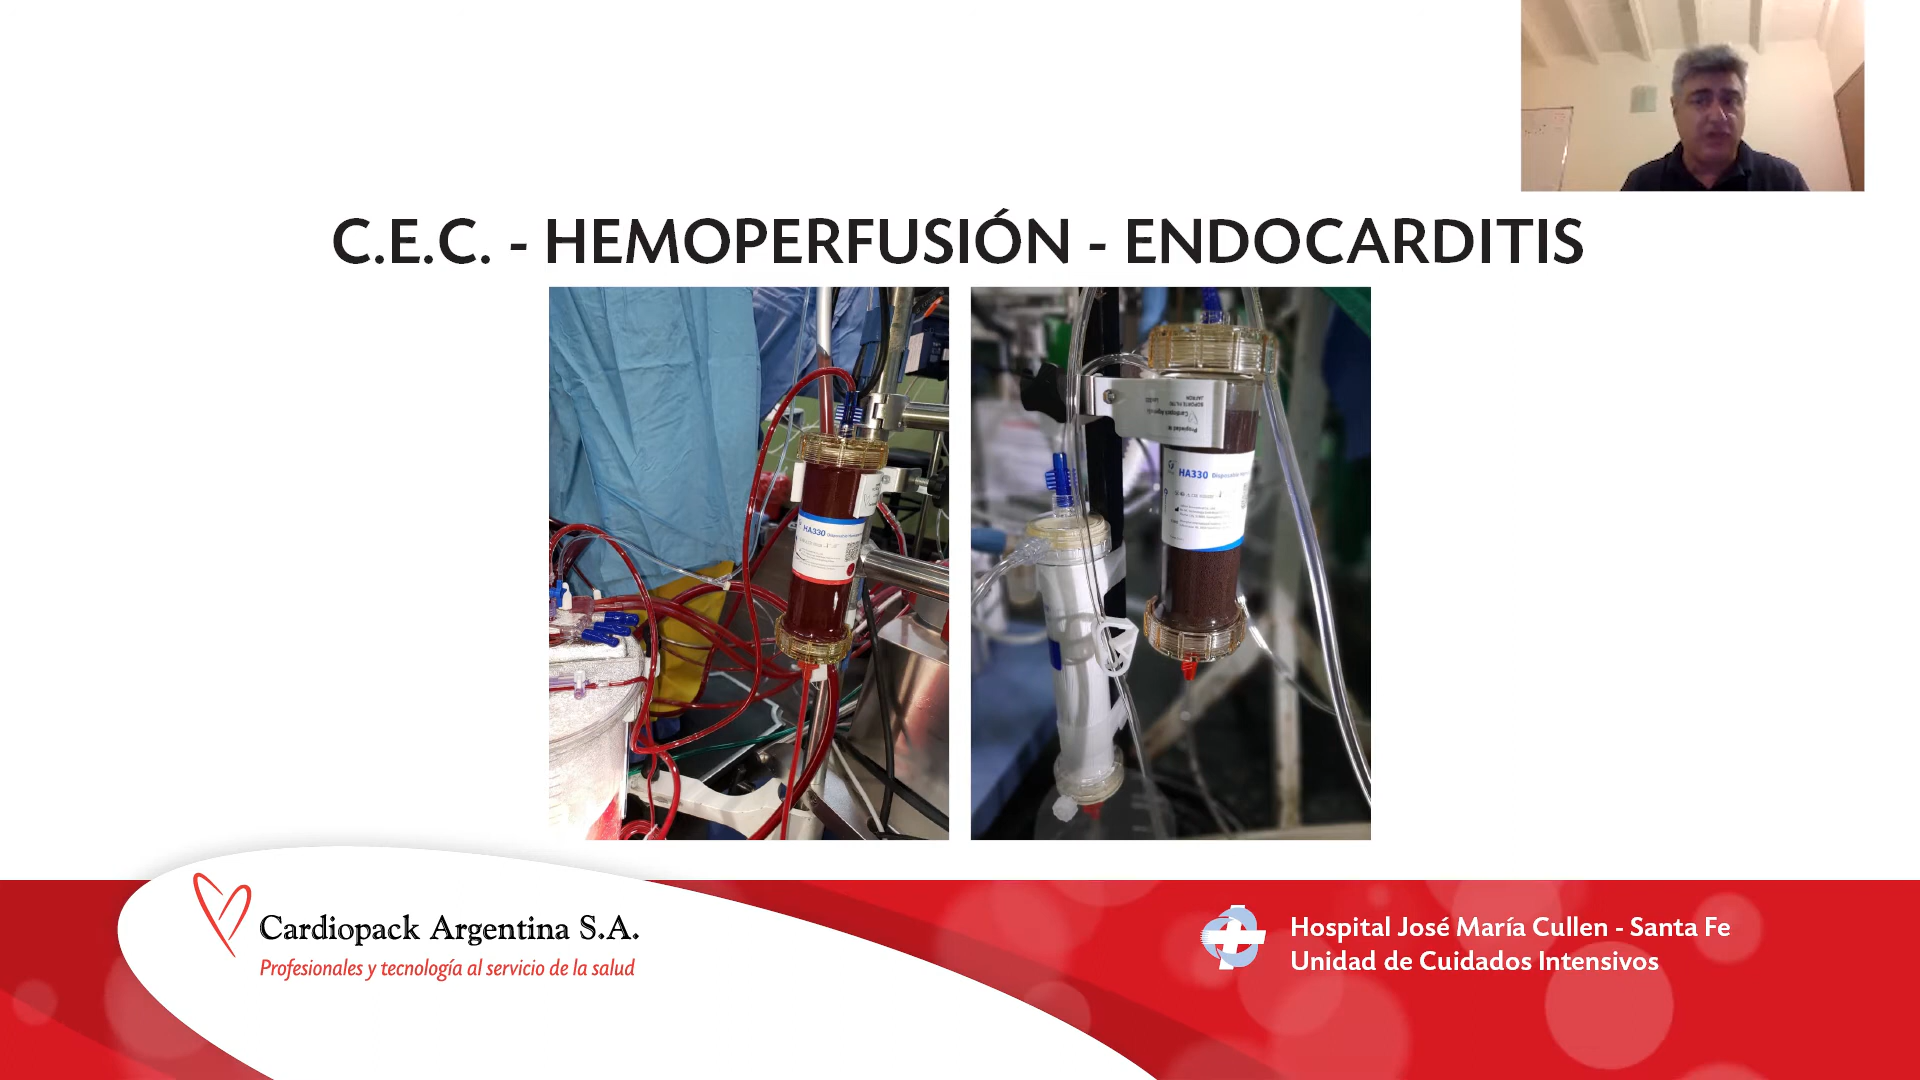 C.E.C. - HEMOPERFUSIÓN - ENDOCARDITIS
HA330
HA330 Disposable
Cardiopack Argentina S.A.
Profesionales y tecnología al servicio de la salud
Hospital José María Cullen - Santa Fe
Unidad de Cuidados Intensivos